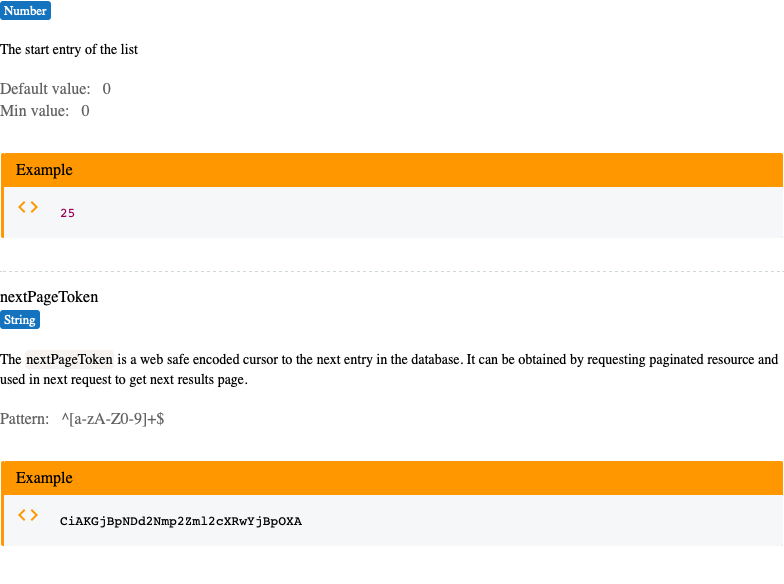 Number
The start entry of the list
Default value: 0
Min value: 0
Example
<> 25
nextPageToken
String
The nextPageToken is a web safe encoded cursor to the next entry in the database. It can be obtained by requesting paginated resource and
used in next request to get next results page.
Pattern: ^[a-zA-Z0-9]+$
Example
<> CiAKGjBpNDd2Nmp2Zml2cXRwYjBpOXA